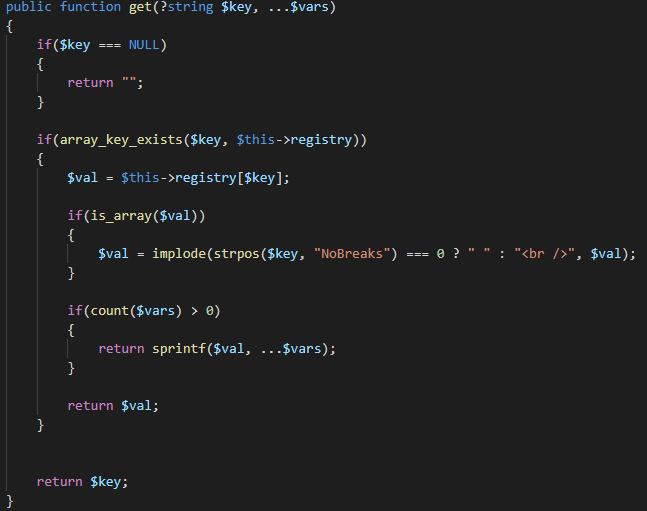 public function get(?string $key, ...$vars)
{
    if($key === NULL)
    {
        return "";
    }

    if(array_key_exists($key, $this->registry))
    {
        $val = $this->registry[$key];

        if(is_array($val))
        {
            $val = implode(strpos($key, "NoBreaks") === 0 ? " " : "<br />", $val);
        }

        if(count($vars) > 0)
        {
            return sprintf($val, ...$vars);
        }

        return $val;
    }


    return $key;
}